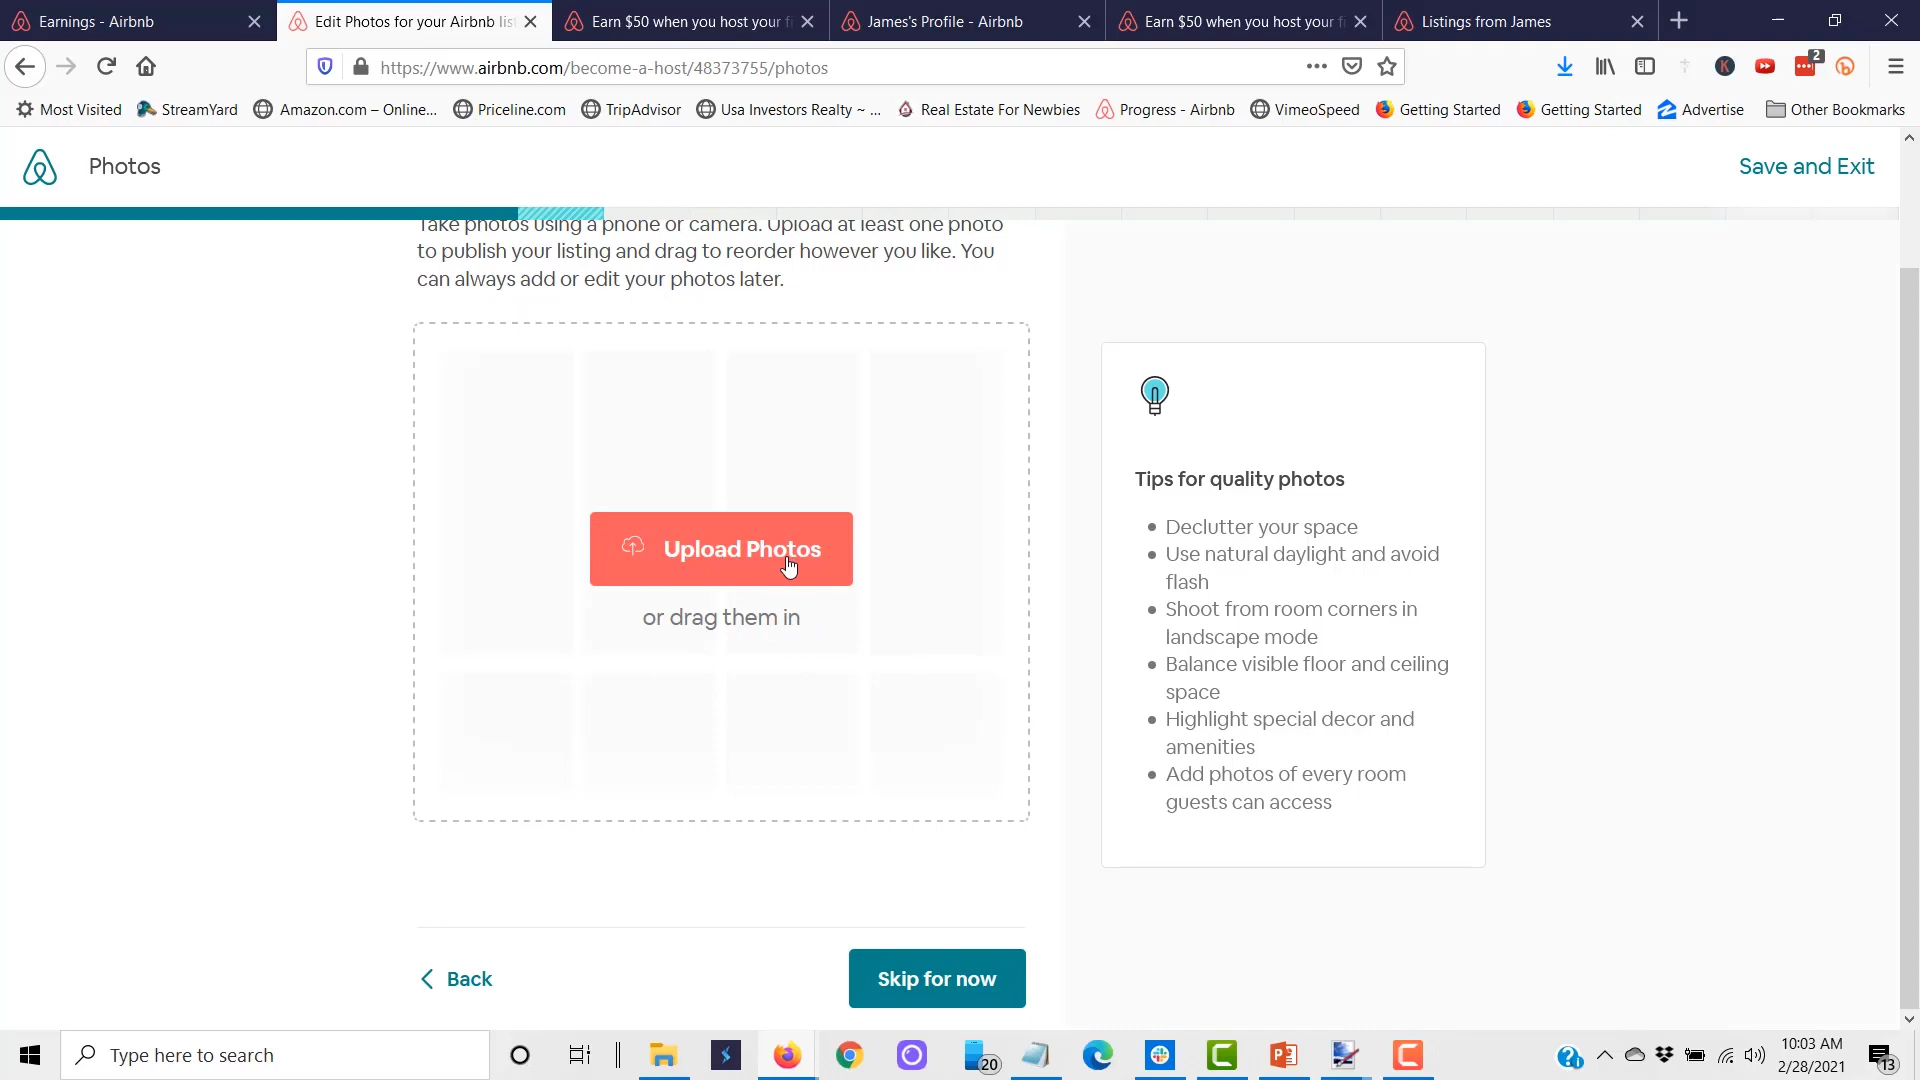 Earnings - Airbnb
Edit Photos for your Airbnb lis
Earn $50 when you host your f
James's Profile - Airbnb
Earn $50 when you host your f
Listings from James
https://www.airbnb.com/become-a-host/48373755/photos
2
Most Visited
StreamYard
Amazon.com – Online...
Priceline.com
TripAdvisor
Usa Investors Realty ~ ...
Real Estate For Newbies
Progress - Airbnb
VimeoSpeed
Getting Started
Getting Started
Advertise
Other Bookmarks
Photos
Save and Exit
Take photos using a phone or camera. Upload at least one photo
to publish your listing and drag to reorder however you like. You
can always add or edit your photos later.
Upload Photos
or drag them in
Tips for quality photos
Declutter your space
Use natural daylight and avoid
flash
Shoot from room corners in
landscape mode
Balance visible floor and ceiling
space
Highlight special decor and
amenities
Add photos of every room
guests can access
Back
Skip for now
Type here to search
20
10:03 AM
2/28/2021
13